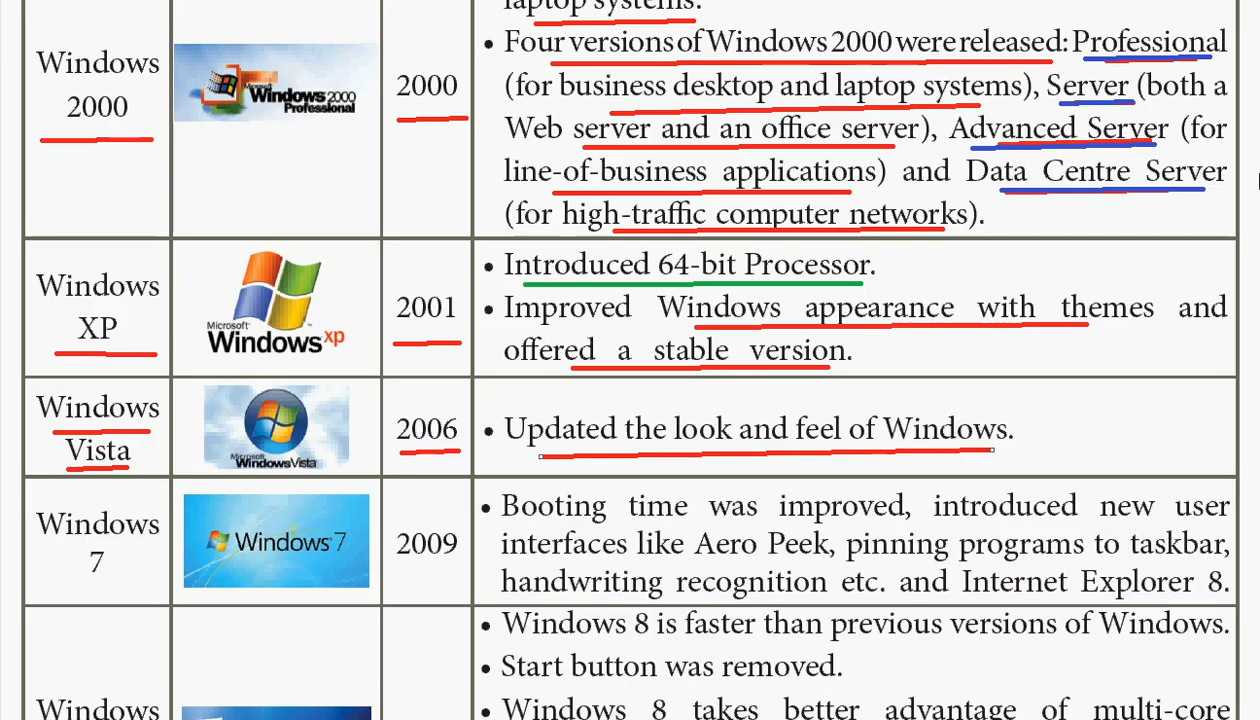 laptop systems.
Windows
2000
Microsoft
Windows 2000
Professional
2000
• Four versions of Windows 2000 were released: Professional
(for business desktop and laptop systems), Server (both a
Web server and an office server), Advanced Server (for
line-of-business applications) and Data Centre Server
(for high-traffic computer networks).
Windows
XP
Microsoft
Windows xp
2001
• Introduced 64-bit Processor.
• Improved Windows appearance with themes and
offered a stable version.
Windows
Vista
Microsoft
Windows Vista
2006
• Updated the look and feel of Windows.
Windows
7
Windows 7
2009
• Booting time was improved, introduced new user
interfaces like Aero Peek, pinning programs to taskbar,
handwriting recognition etc. and Internet Explorer 8.
Windows
• Windows 8 is faster than previous versions of Windows.
• Start button was removed.
• Windows 8 takes better advantage of multi-core